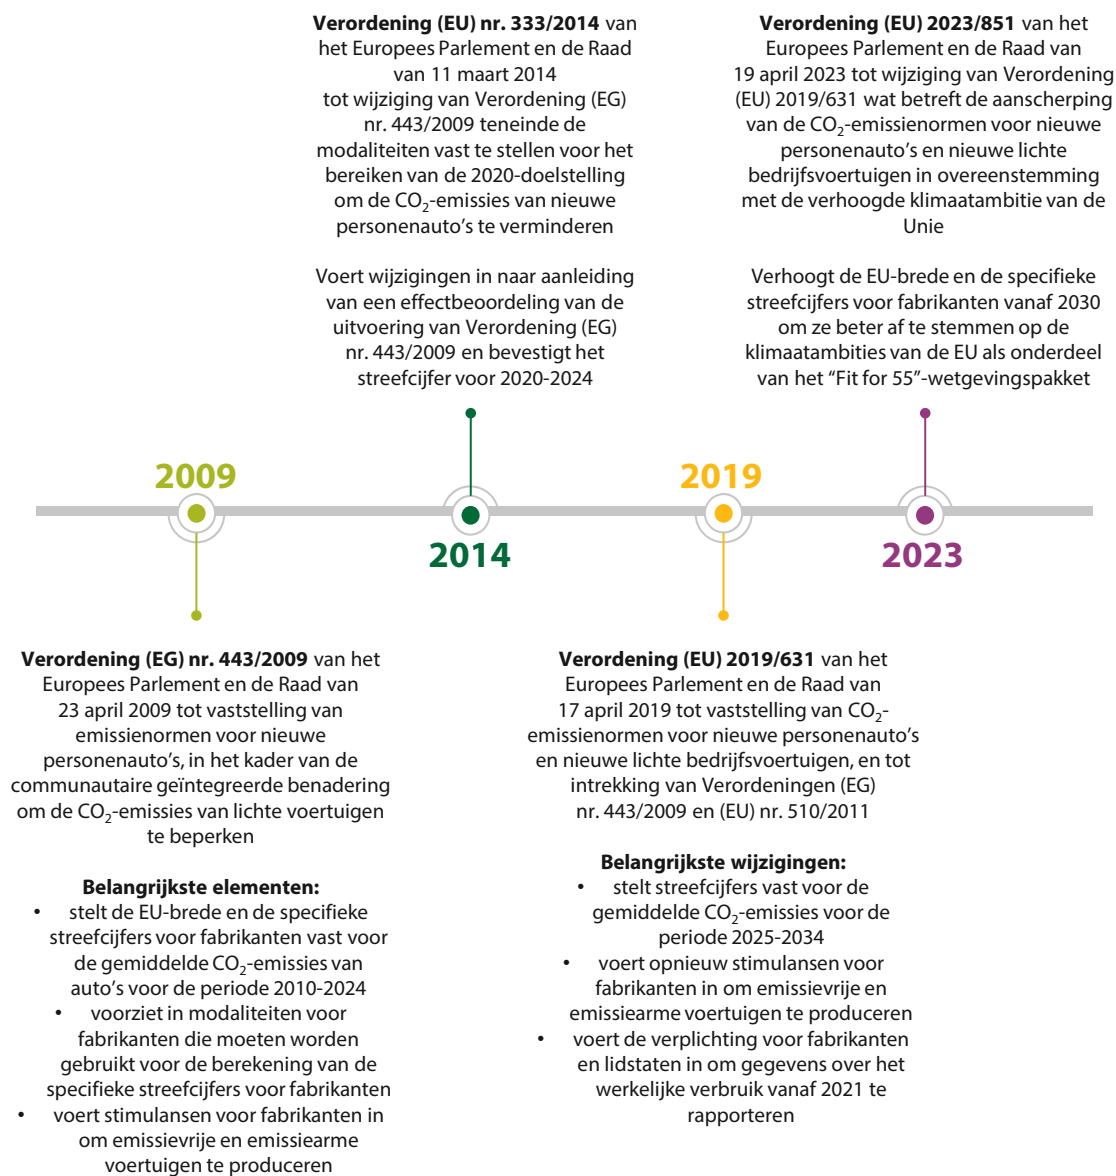 Verordening (EU) nr. 333/2014 van
het Europees Parlement en de Raad
van 11 maart 2014
tot wijziging van Verordening (EG)
nr. 443/2009 teneinde de
modaliteiten vast te stellen voor het
bereiken van de 2020-doelstelling
om de CO₂-emissies van nieuwe
personenauto's te verminderen
Voert wijzigingen in naar aanleiding
van een effectbeoordeling van de
uitvoering van Verordening (EG)
nr. 443/2009 en bevestigt het
streefcijfer voor 2020-2024
Verordening (EU) 2023/851 van het
Europees Parlement en de Raad van
19 april 2023 tot wijziging van Verordening
(EU) 2019/631 wat betreft de aanscherping
van de CO₂-emissienormen voor nieuwe
personenauto's en nieuwe lichte
bedrijfsvoertuigen in overeenstemming
met de verhoogde klimaatambitie van de
Unie
Verhoogt de EU-brede en de specifieke
streefcijfers voor fabrikanten vanaf 2030
om ze beter af te stemmen op de
klimaatambities van de EU als onderdeel
van het "Fit for 55"-wetgevingspakket
2009
2014
2019
2023
Verordening (EG) nr. 443/2009 van het
Europees Parlement en de Raad van
23 april 2009 tot vaststelling van
emissienormen voor nieuwe
personenauto's, in het kader van de
communautaire geïntegreerde benadering
om de CO₂-emissies van lichte voertuigen
te beperken
Belangrijkste elementen:
• stelt de EU-brede en de specifieke
streefcijfers voor fabrikanten vast voor
de gemiddelde CO₂-emissies van
auto's voor de periode 2010-2024
• voorziet in modaliteiten voor
fabrikanten die moeten worden
gebruikt voor de berekening van de
specifieke streefcijfers voor fabrikanten
• voert stimulansen voor fabrikanten in
om emissievrije en emissiearme
voertuigen te produceren
Verordening (EU) 2019/631 van het
Europees Parlement en de Raad van
17 april 2019 tot vaststelling van CO₂-
emissienormen voor nieuwe personenauto's
en nieuwe lichte bedrijfsvoertuigen, en tot
intrekking van Verordeningen (EG)
nr. 443/2009 en (EU) nr. 510/2011
Belangrijkste wijzigingen:
• stelt streefcijfers vast voor de
gemiddelde CO₂-emissies voor de
periode 2025-2034
• voert opnieuw stimulansen voor
fabrikanten in om emissievrije en
emissiearme voertuigen te produceren
• voert de verplichting voor fabrikanten
en lidstaten in om gegevens over het
werkelijke verbruik vanaf 2021 te
rapporteren